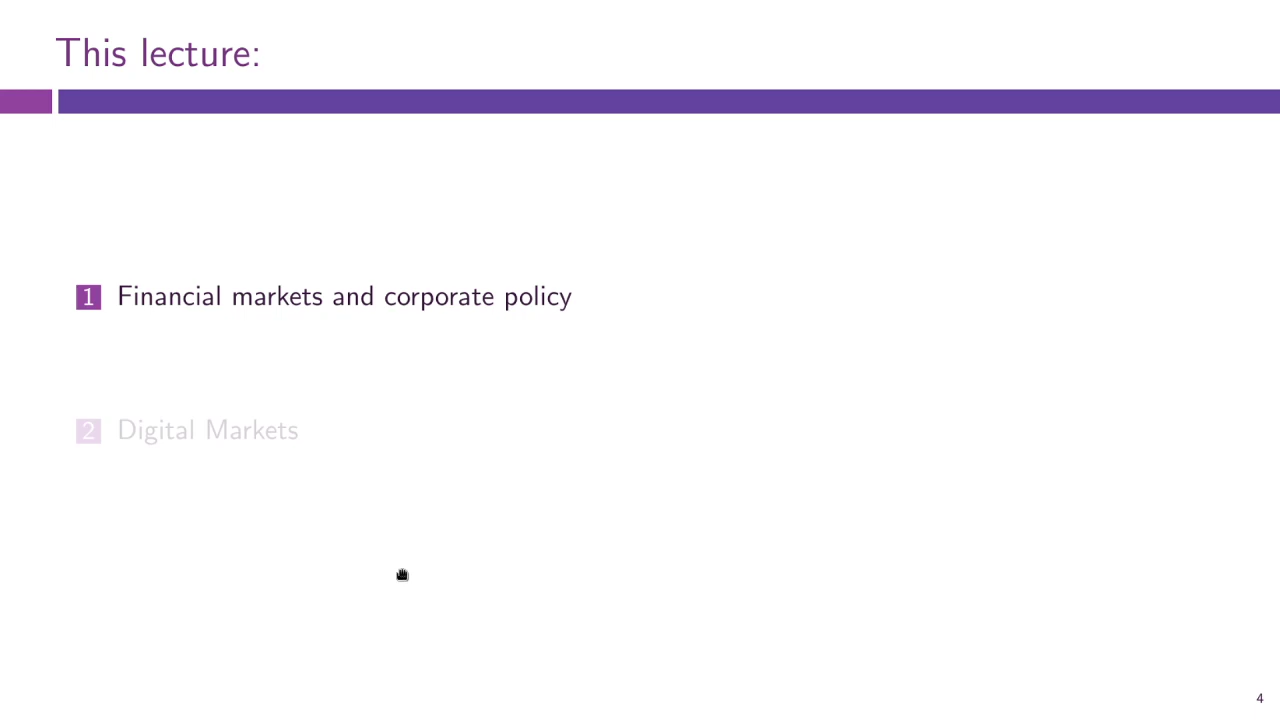 This lecture:
1 Financial markets and corporate policy
2 Digital Markets
4